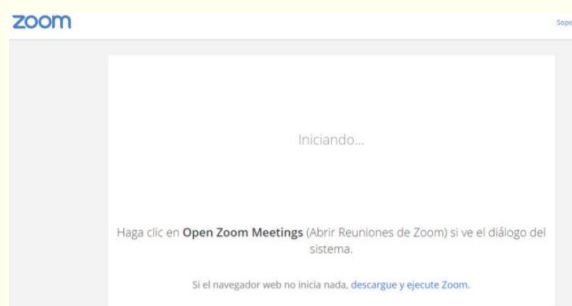 zoom
Iniciando...
Haga clic en Open Zoom Meetings (Abrir Reuniones de Zoom) si ve el diálogo del
sistema.
Si el navegador web no inicia nada, descargue y ejecute Zoom.